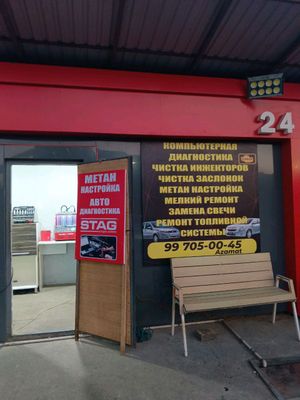 24
КОМПЬЮТЕРНАЯ
ДИАГНОСТИКА
ЧИСТКА ИНЖЕКТОРОВ
ЧИСТКА ЗАСЛОНОК
МЕТАН НАСТРОЙКА
МЕЛКИЙ РЕМОНТ
ЗАМЕНА СВЕЧИ
РЕМОНТ ТОПЛИВНОЙ
СИСТЕМЫ
99 705-00-45
Azamat
МЕТАН
НАСТРОЙКА
АВТО
ДИАГНОСТИКА
STAG